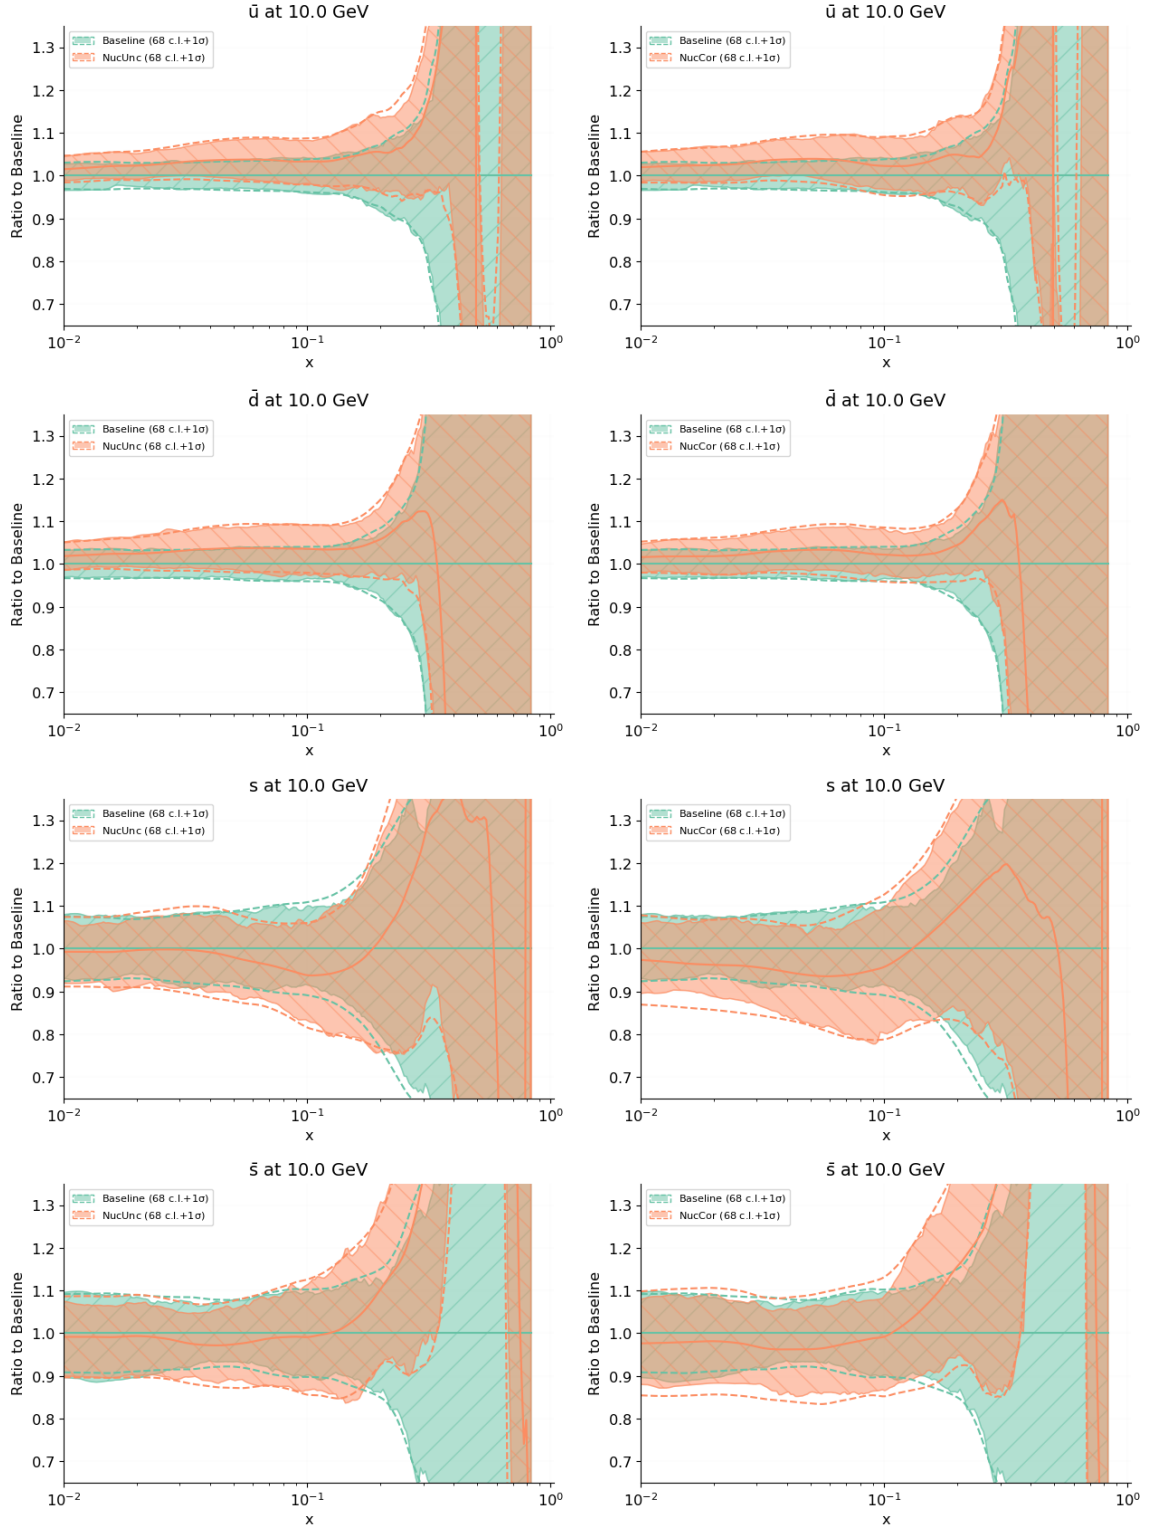 ū at 10.0 GeV
Baseline (68 c.l.+1σ)
NucUnc (68 c.l.+1σ)
Ratio to Baseline
1.3
1.2
1.1
1.0
0.9
0.8
0.7
10⁻²
10⁻¹
10⁰
x
ū at 10.0 GeV
Baseline (68 c.l.+1σ)
NucCor (68 c.l.+1σ)
Ratio to Baseline
1.3
1.2
1.1
1.0
0.9
0.8
0.7
10⁻²
10⁻¹
10⁰
x
d̄ at 10.0 GeV
Baseline (68 c.l.+1σ)
NucUnc (68 c.l.+1σ)
Ratio to Baseline
1.3
1.2
1.1
1.0
0.9
0.8
0.7
10⁻²
10⁻¹
10⁰
x
d̄ at 10.0 GeV
Baseline (68 c.l.+1σ)
NucCor (68 c.l.+1σ)
Ratio to Baseline
1.3
1.2
1.1
1.0
0.9
0.8
0.7
10⁻²
10⁻¹
10⁰
x
s at 10.0 GeV
Baseline (68 c.l.+1σ)
NucUnc (68 c.l.+1σ)
Ratio to Baseline
1.3
1.2
1.1
1.0
0.9
0.8
0.7
10⁻²
10⁻¹
10⁰
x
s at 10.0 GeV
Baseline (68 c.l.+1σ)
NucCor (68 c.l.+1σ)
Ratio to Baseline
1.3
1.2
1.1
1.0
0.9
0.8
0.7
10⁻²
10⁻¹
10⁰
x
s̄ at 10.0 GeV
Baseline (68 c.l.+1σ)
NucUnc (68 c.l.+1σ)
Ratio to Baseline
1.3
1.2
1.1
1.0
0.9
0.8
0.7
10⁻²
10⁻¹
10⁰
x
s̄ at 10.0 GeV
Baseline (68 c.l.+1σ)
NucCor (68 c.l.+1σ)
Ratio to Baseline
1.3
1.2
1.1
1.0
0.9
0.8
0.7
10⁻²
10⁻¹
10⁰
x